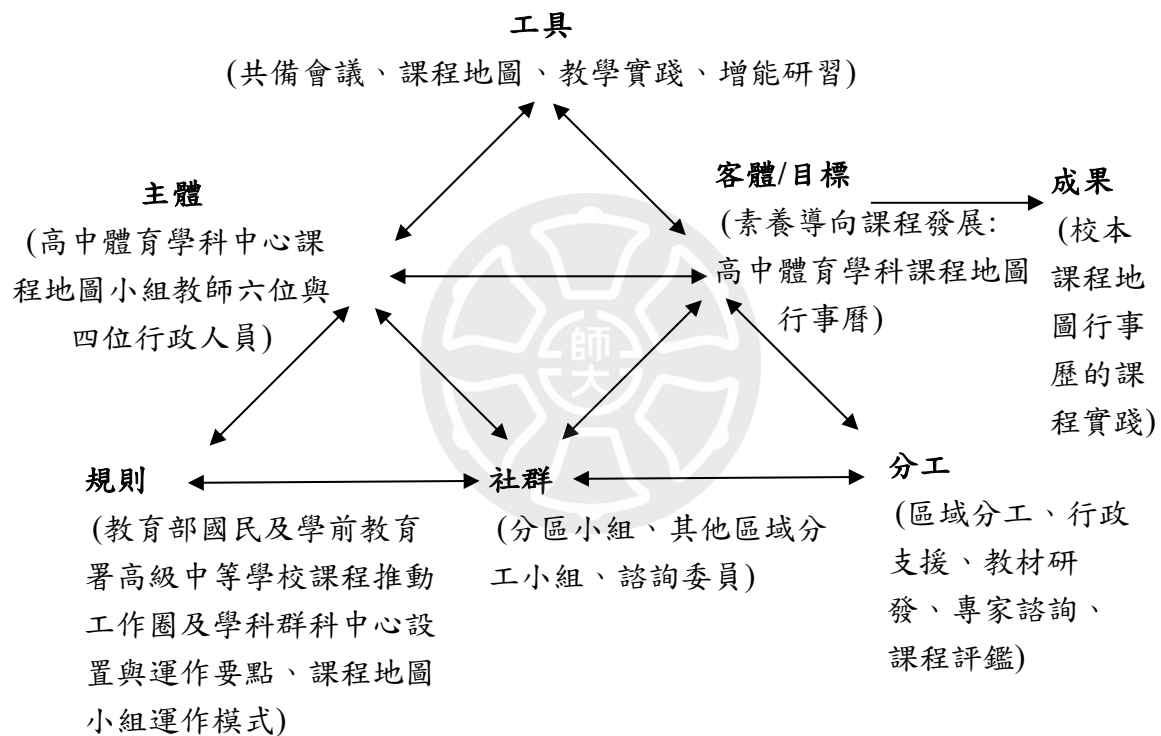 工具
(共備會議、課程地圖、教學實踐、增能研習)
主體
(高中體育學科中心課
程地圖小組教師六位與
四位行政人員)
客體/目標
(素養導向課程發展:
高中體育學科課程地圖
行事曆)
成果
(校本
課程地
圖行事
歷的課
程實踐)
師大
規則
(教育部國民及學前教育
署高級中等學校課程推動
工作圈及學科群科中心設
置與運作要點、課程地圖
小組運作模式)
社群
(分區小組、其他區域分
工小組、諮詢委員)
分工
(區域分工、行政
支援、教材研
發、專家諮詢、
課程評鑑)